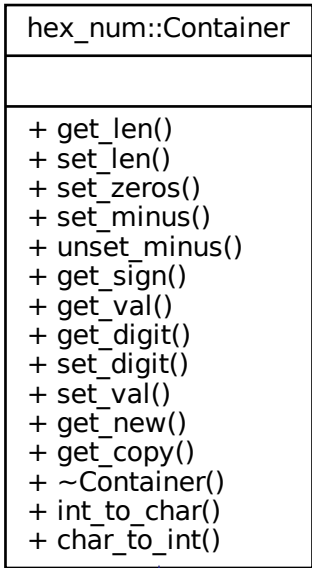 hex_num::Container
+ get_len()
+ set_len()
+ set_zeros()
+ set_minus()
+ unset_minus()
+ get_sign()
+ get_val()
+ get_digit()
+ set_digit()
+ set_val()
+ get_new()
+ get_copy()
+ ~Container()
+ int_to_char()
+ char_to_int()